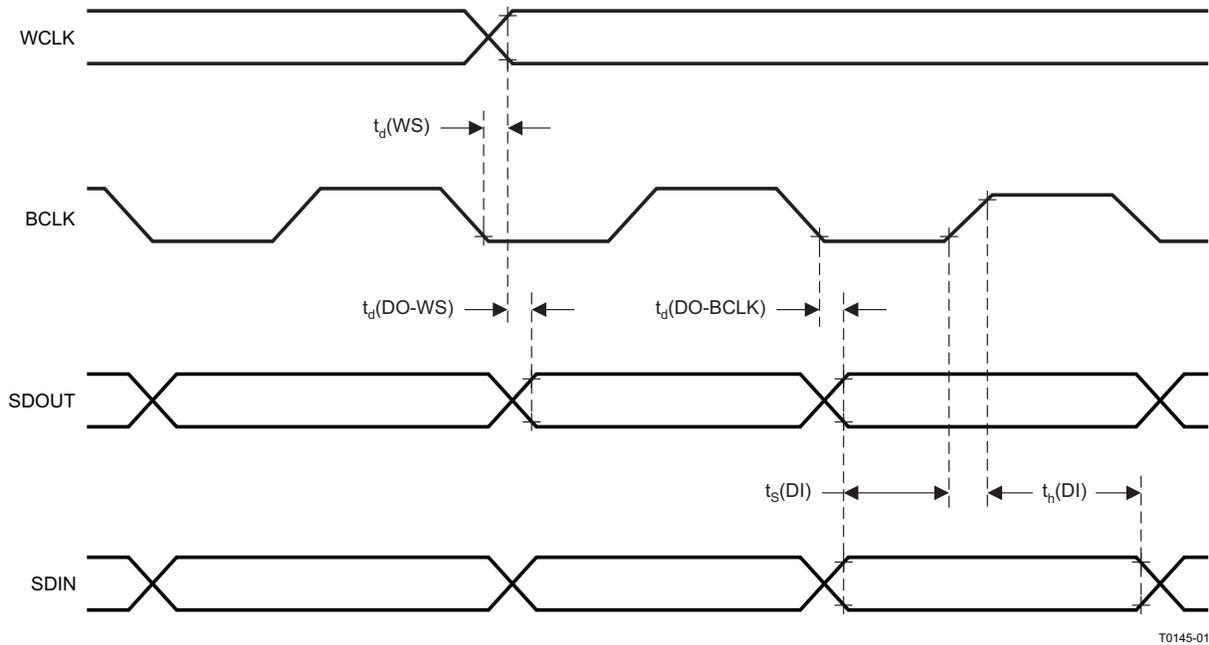 WCLK
t_d(WS)
BCLK
t_d(DO-WS)
t_d(DO-BCLK)
SDOUT
t_S(DI)
t_h(DI)
SDIN
T0145-01